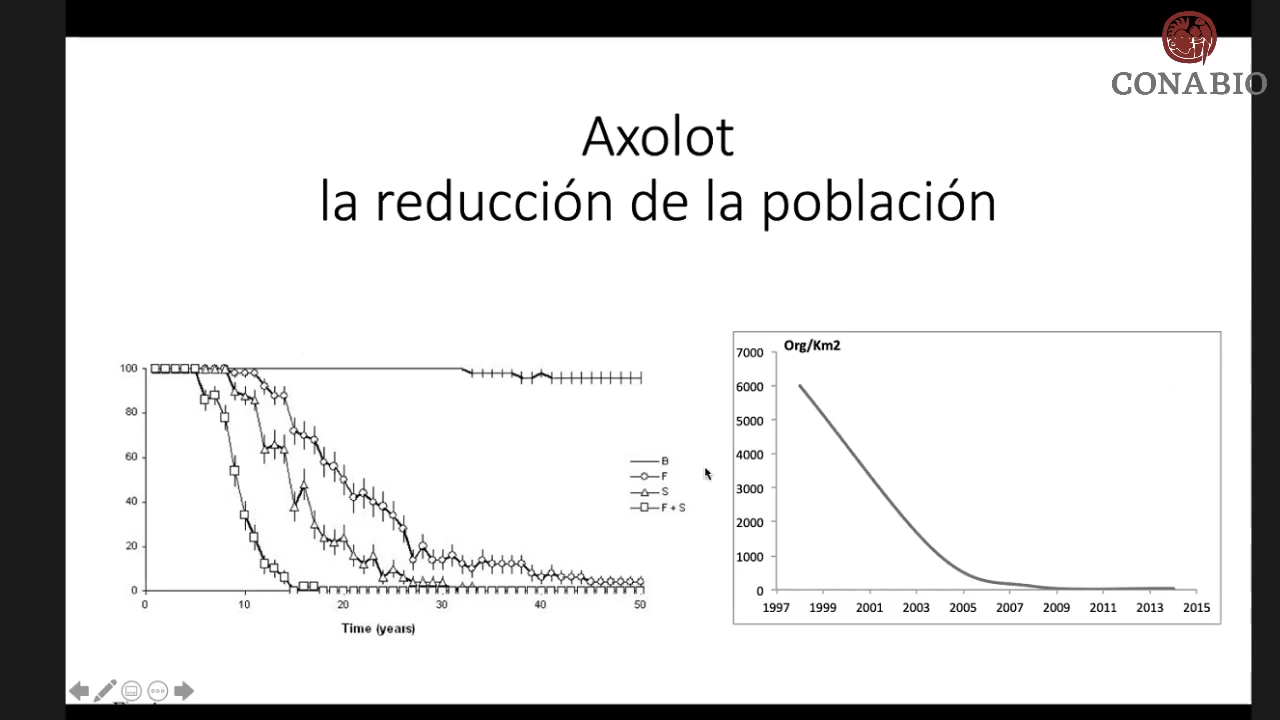 CONABIO
Axolot
la reducción de la población
100
80
60
40
20
0
0 10 20 30 40 50
Time (years)
B
F
S
F + S
Org/Km2
7000
6000
5000
4000
3000
2000
1000
0
1997 1999 2001 2003 2005 2007 2009 2011 2013 2015